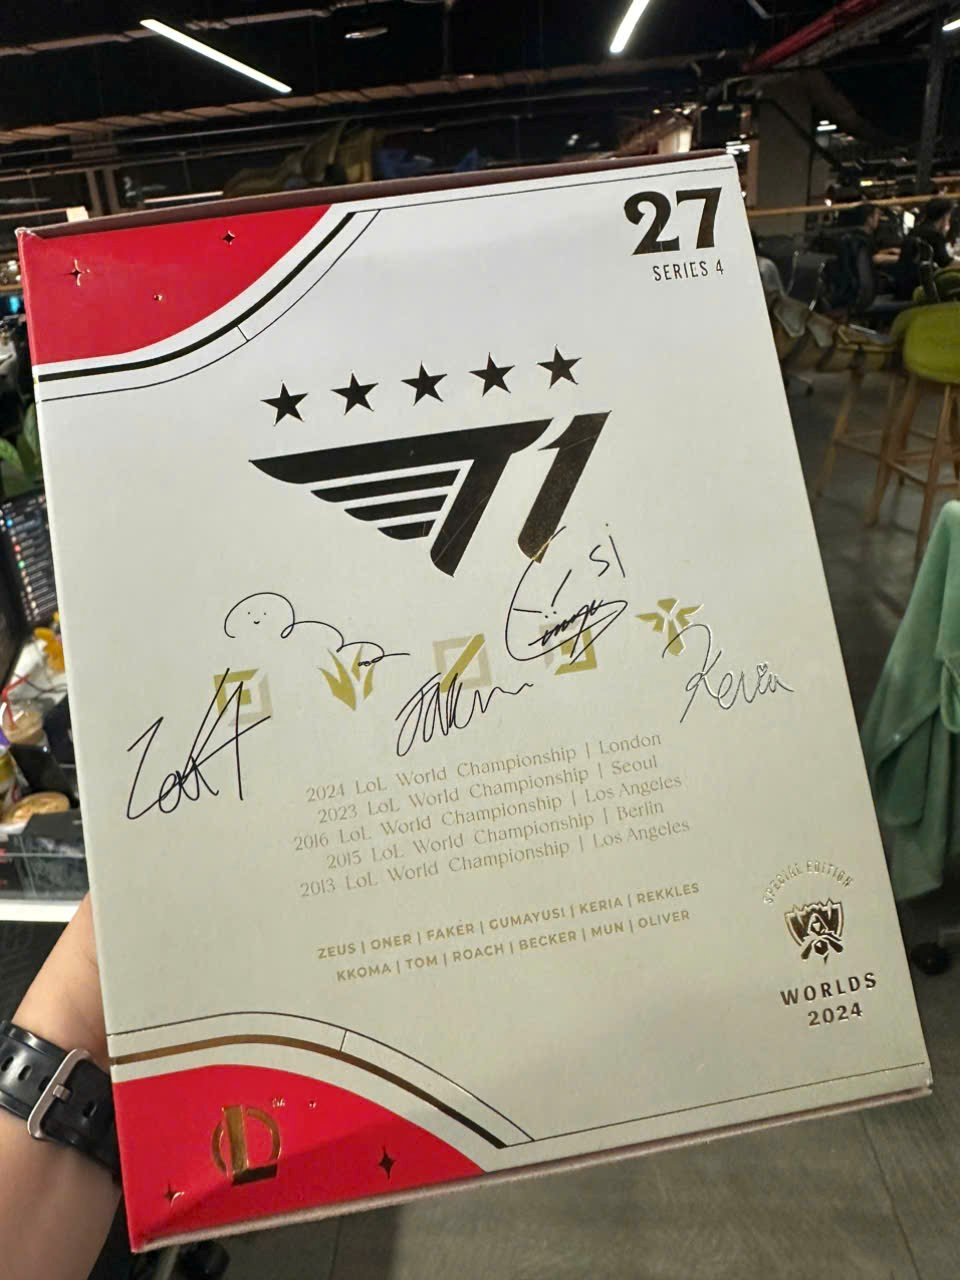 27
SERIES 4
T1
Faker
Keria
2024 LoL World Championship | London
2023 LoL World Championship | Seoul
2016 LoL World Championship | Los Angeles
2015 LoL World Championship | Berlin
2013 LoL World Championship | Los Angeles
ZEUS | ONER | FAKER | GUMAYUSI | KERIA | REKKLES
KKOMA | TOM | ROACH | BECKER | MUN | OLIVER
SPECIAL EDITION
WORLDS
2024
L